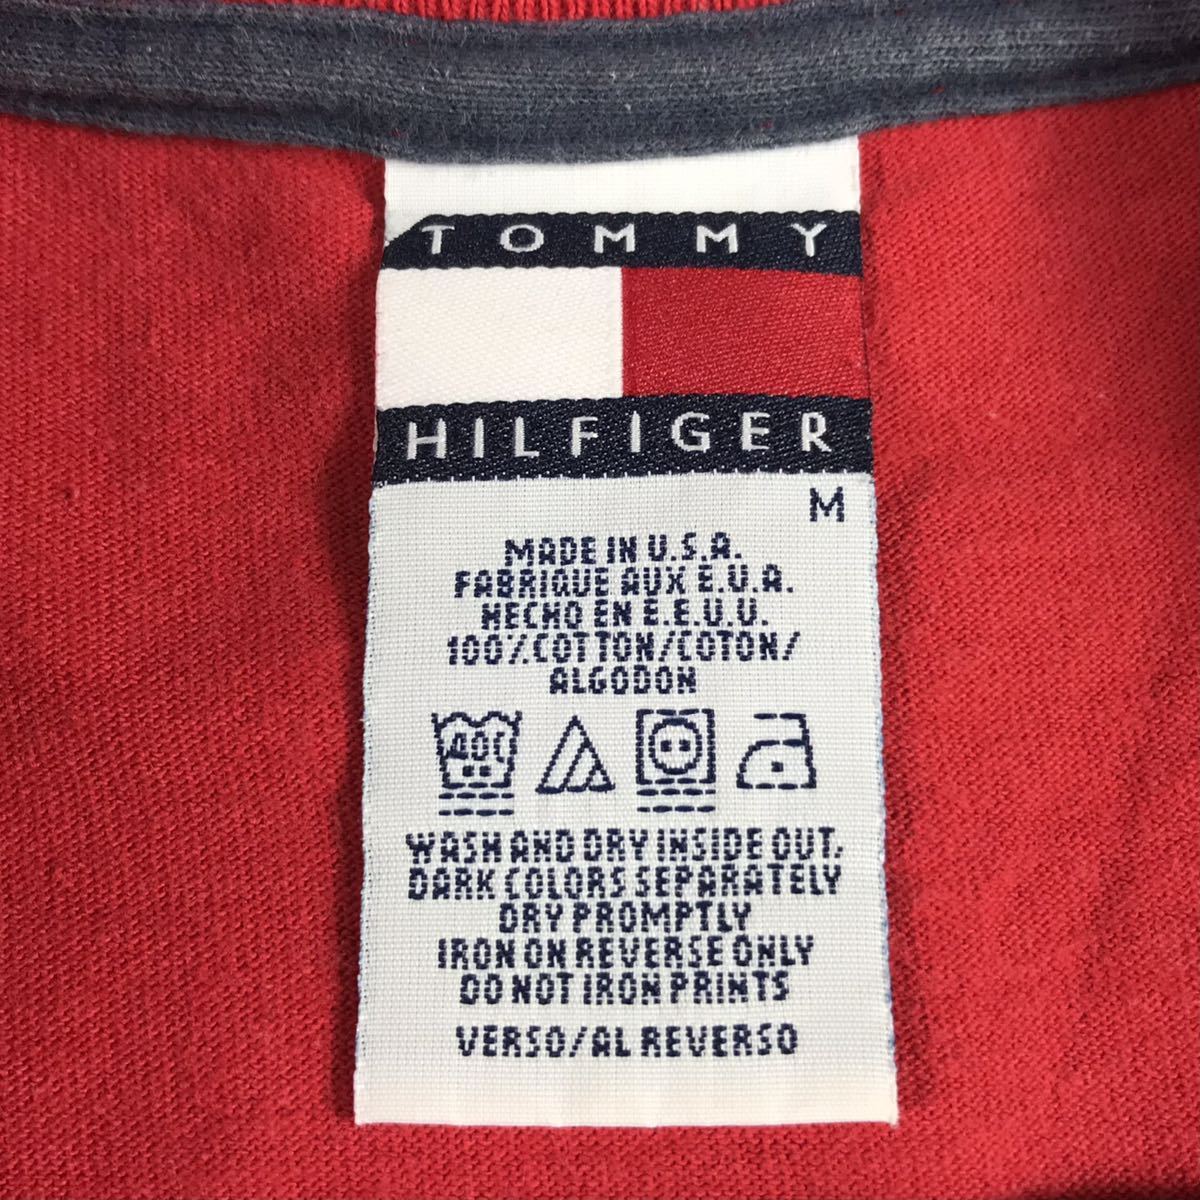 TOMMY
HILFIGER
M
MADE IN U.S.A.
FABRIQUE AUX E.U.A.
HECHO EN E.E.U.U.
100%COTTON/COTON/
ALGODON
40C
WASH AND DRY INSIDE OUT,
DARK COLORS SEPARATELY
DRY PROMPTLY
IRON ON REVERSE ONLY
DO NOT IRON PRINTS
VERSO/AL REVERSO